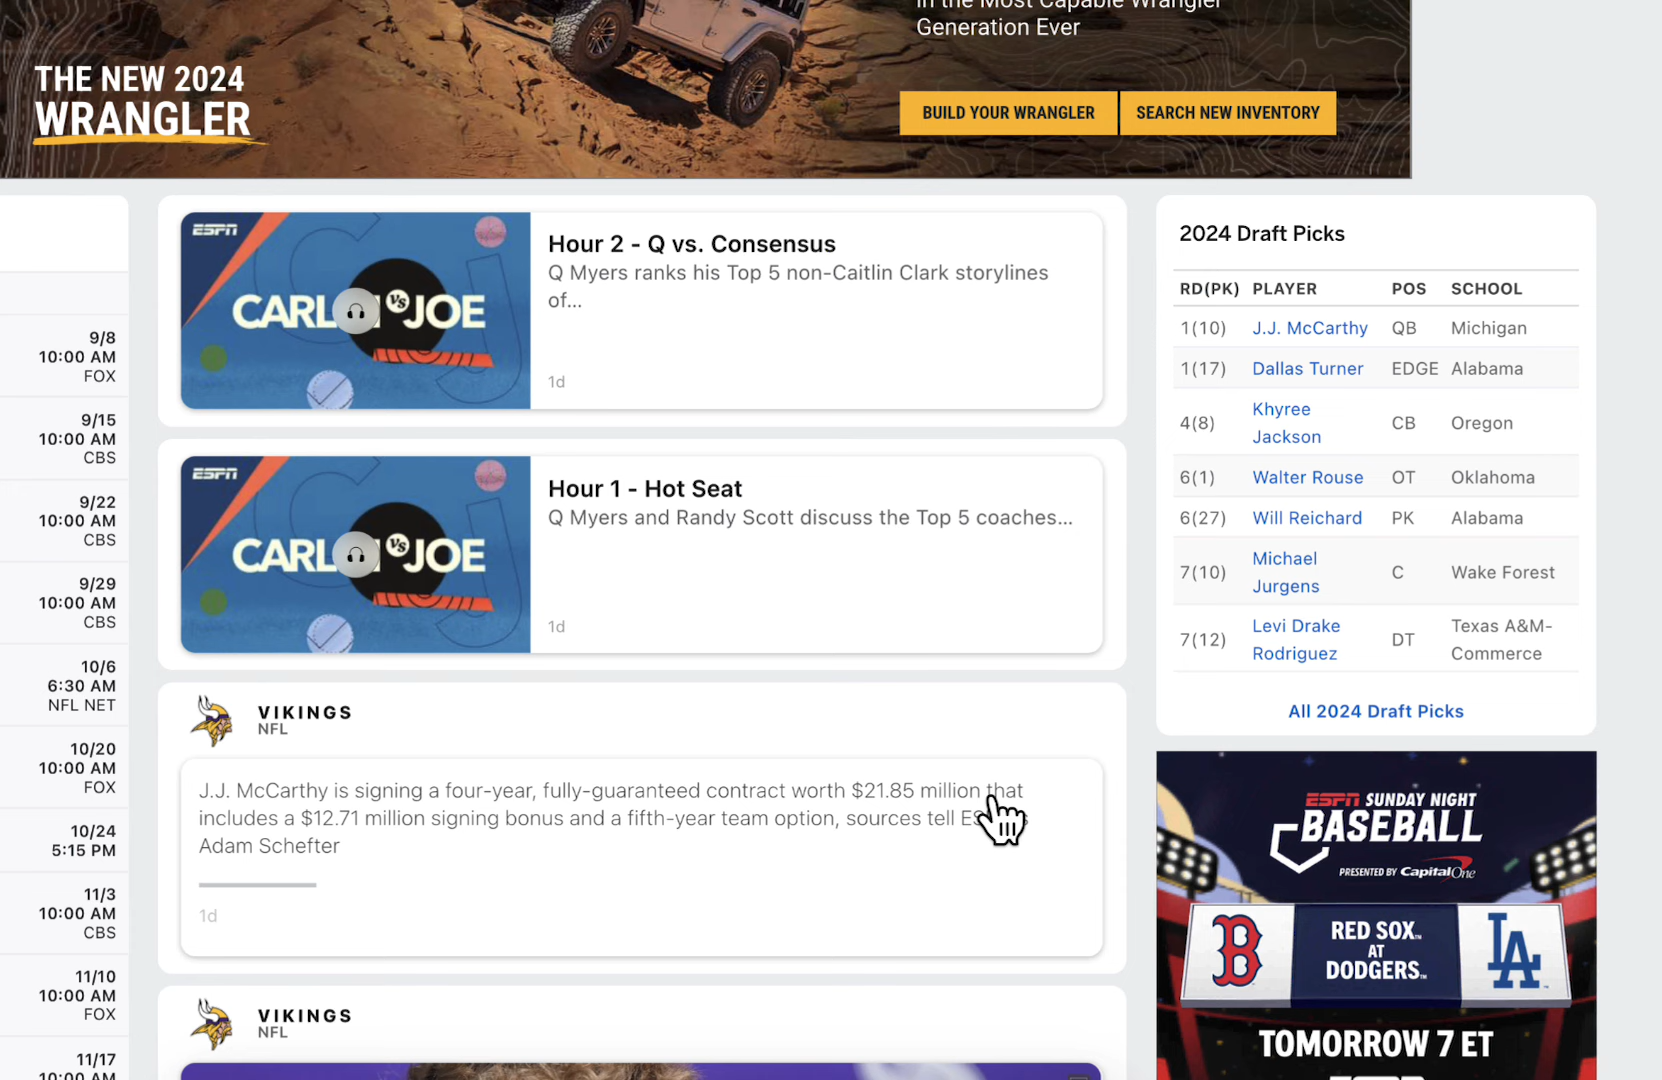 in the Most Capable Wrangler
Generation Ever
THE NEW 2024
WRANGLER
BUILD YOUR WRANGLER
SEARCH NEW INVENTORY
9/8
10:00 AM
FOX
9/15
10:00 AM
CBS
9/22
10:00 AM
CBS
9/29
10:00 AM
CBS
10/6
6:30 AM
NFL NET
10/20
10:00 AM
FOX
10/24
5:15 PM
11/3
10:00 AM
CBS
11/10
10:00 AM
FOX
11/17
10:00 AM
ESPN
CARL VS JOE
Hour 2 - Q vs. Consensus
Q Myers ranks his Top 5 non-Caitlin Clark storylines
of...
1d
ESPN
CARL VS JOE
Hour 1 - Hot Seat
Q Myers and Randy Scott discuss the Top 5 coaches...
1d
VIKINGS
NFL
J.J. McCarthy is signing a four-year, fully-guaranteed contract worth $21.85 million that
includes a $12.71 million signing bonus and a fifth-year team option, sources tell
Adam Schefter
1d
VIKINGS
NFL
2024 Draft Picks
RD(PK) PLAYER POS SCHOOL
1(10) J.J. McCarthy QB Michigan
1(17) Dallas Turner EDGE Alabama
4(8) Khyree Jackson CB Oregon
6(1) Walter Rouse OT Oklahoma
6(27) Will Reichard PK Alabama
7(10) Michael Jurgens C Wake Forest
7(12) Levi Drake Rodriguez DT Texas A&M-Commerce
All 2024 Draft Picks
ESPN SUNDAY NIGHT
BASEBALL
PRESENTED BY Capital One
B
RED SOX™
AT
DODGERS™
LA
TOMORROW 7 ET